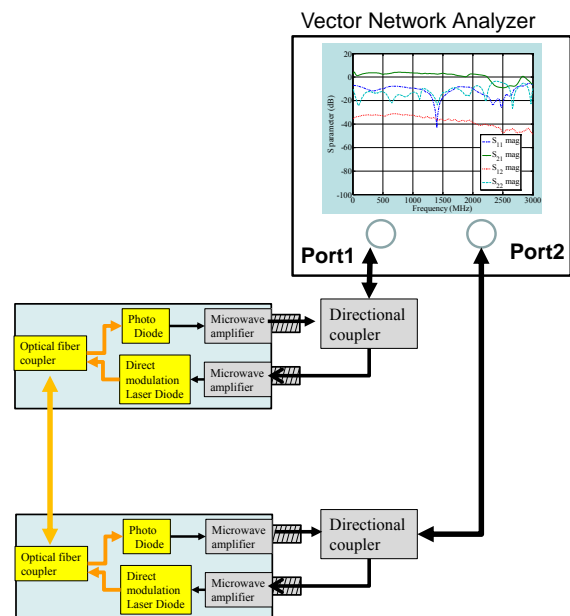 Vector Network Analyzer
20
0
-20
-40
-60
-80
-100
S parameter (dB)
0 500 1000 1500 2000 2500 3000
Frequency (MHz)
S11 mag
S21 mag
S12 mag
S22 mag
Port1
Port2
Photo
Diode
Microwave
amplifier
Directional
coupler
Optical fiber
coupler
Direct
modulation
Laser Diode
Microwave
amplifier
Photo
Diode
Microwave
amplifier
Directional
coupler
Optical fiber
coupler
Direct
modulation
Laser Diode
Microwave
amplifier